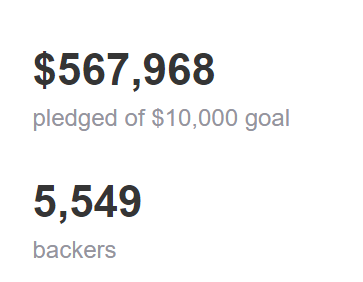 $567,968
pledged of $10,000 goal
5,549
backers